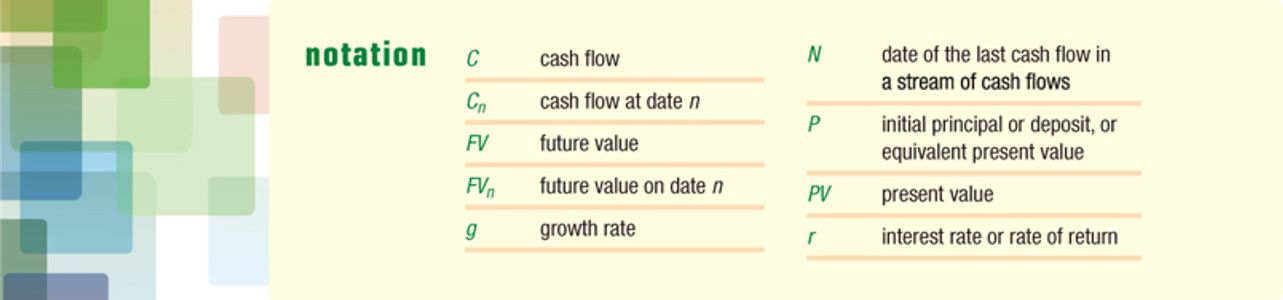 notation
C cash flow
Cn cash flow at date n
FV future value
FVn future value on date n
g growth rate
N date of the last cash flow in
a stream of cash flows
P initial principal or deposit, or
equivalent present value
PV present value
r interest rate or rate of return